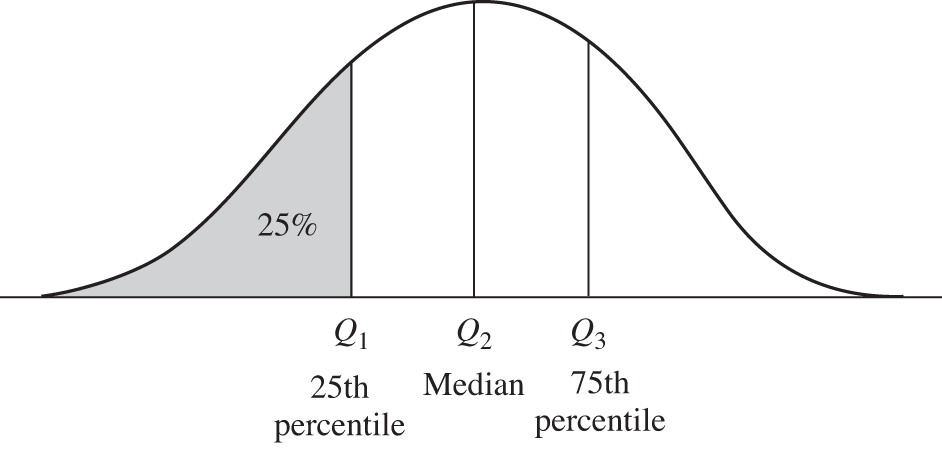 25%
Q1 Q2 Q3
25th Median 75th
percentile percentile